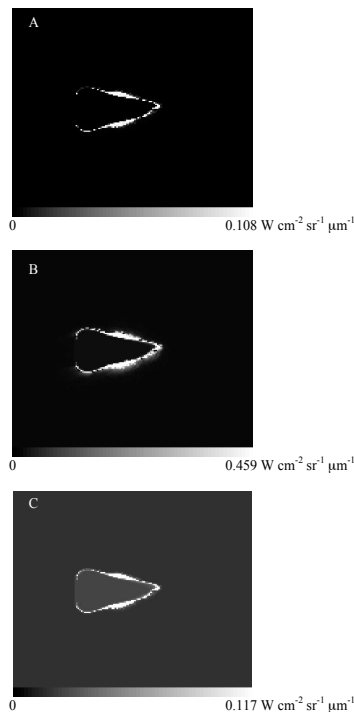 A
0 0.108 W cm⁻² sr⁻¹ µm⁻¹
B
0 0.459 W cm⁻² sr⁻¹ µm⁻¹
C
0 0.117 W cm⁻² sr⁻¹ µm⁻¹